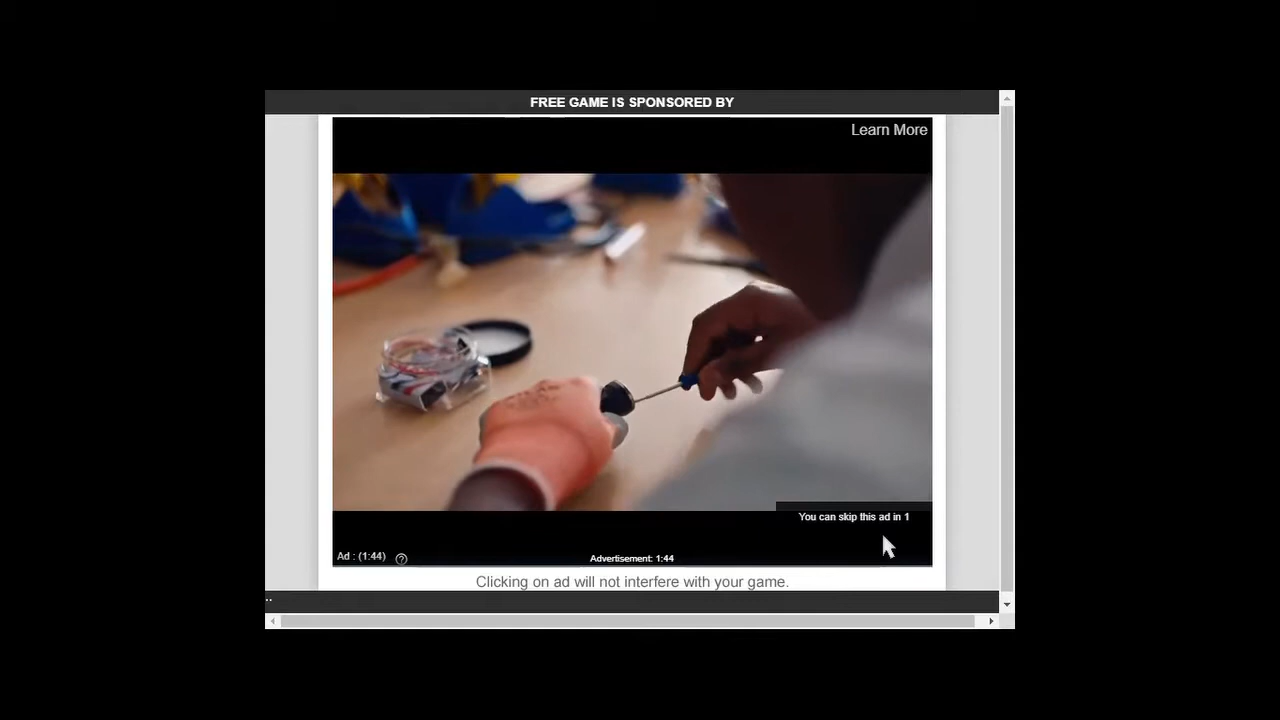 FREE GAME IS SPONSORED BY
Learn More
You can skip this ad in 1
Ad : (1:44)
?
Advertisement: 1:44
Clicking on ad will not interfere with your game.
..